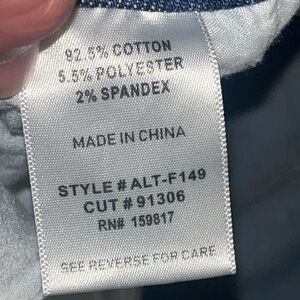 92.5% COTTON
5.5% POLYESTER
2% SPANDEX
MADE IN CHINA
STYLE # ALT-F149
CUT # 91306
RN# 159817
SEE REVERSE FOR CARE